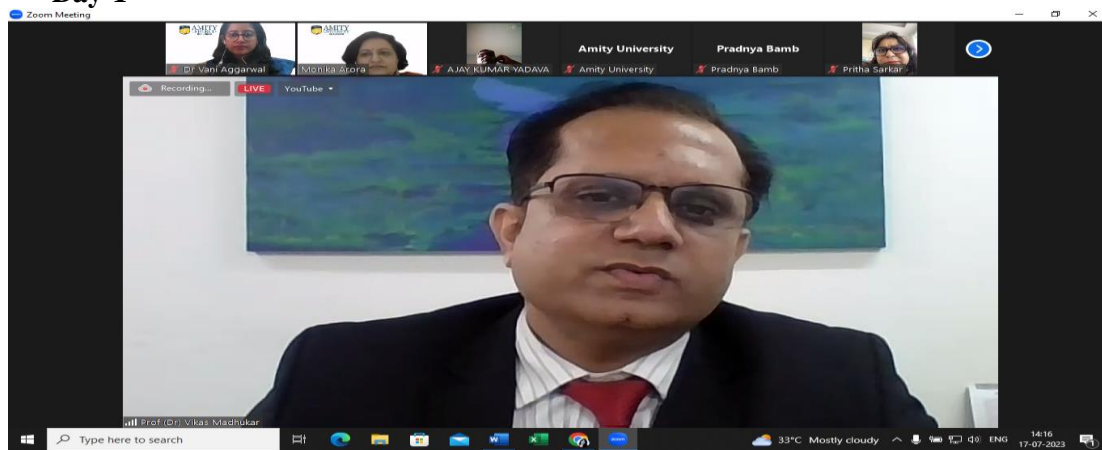 Day 1
Zoom Meeting
AMITY
AMITY
Amity University
Pradnya Bamb
Dr Vani Aggarwal
Monika Arora
AJAY KUMAR YADAVA
Amity University
Pradnya Bamb
Pritha Sarkar
Recording...
LIVE
YouTube
Prof (Dr) Vikas Madhukar
Type here to search
33°C Mostly cloudy
ENG
14:16
17-07-2023